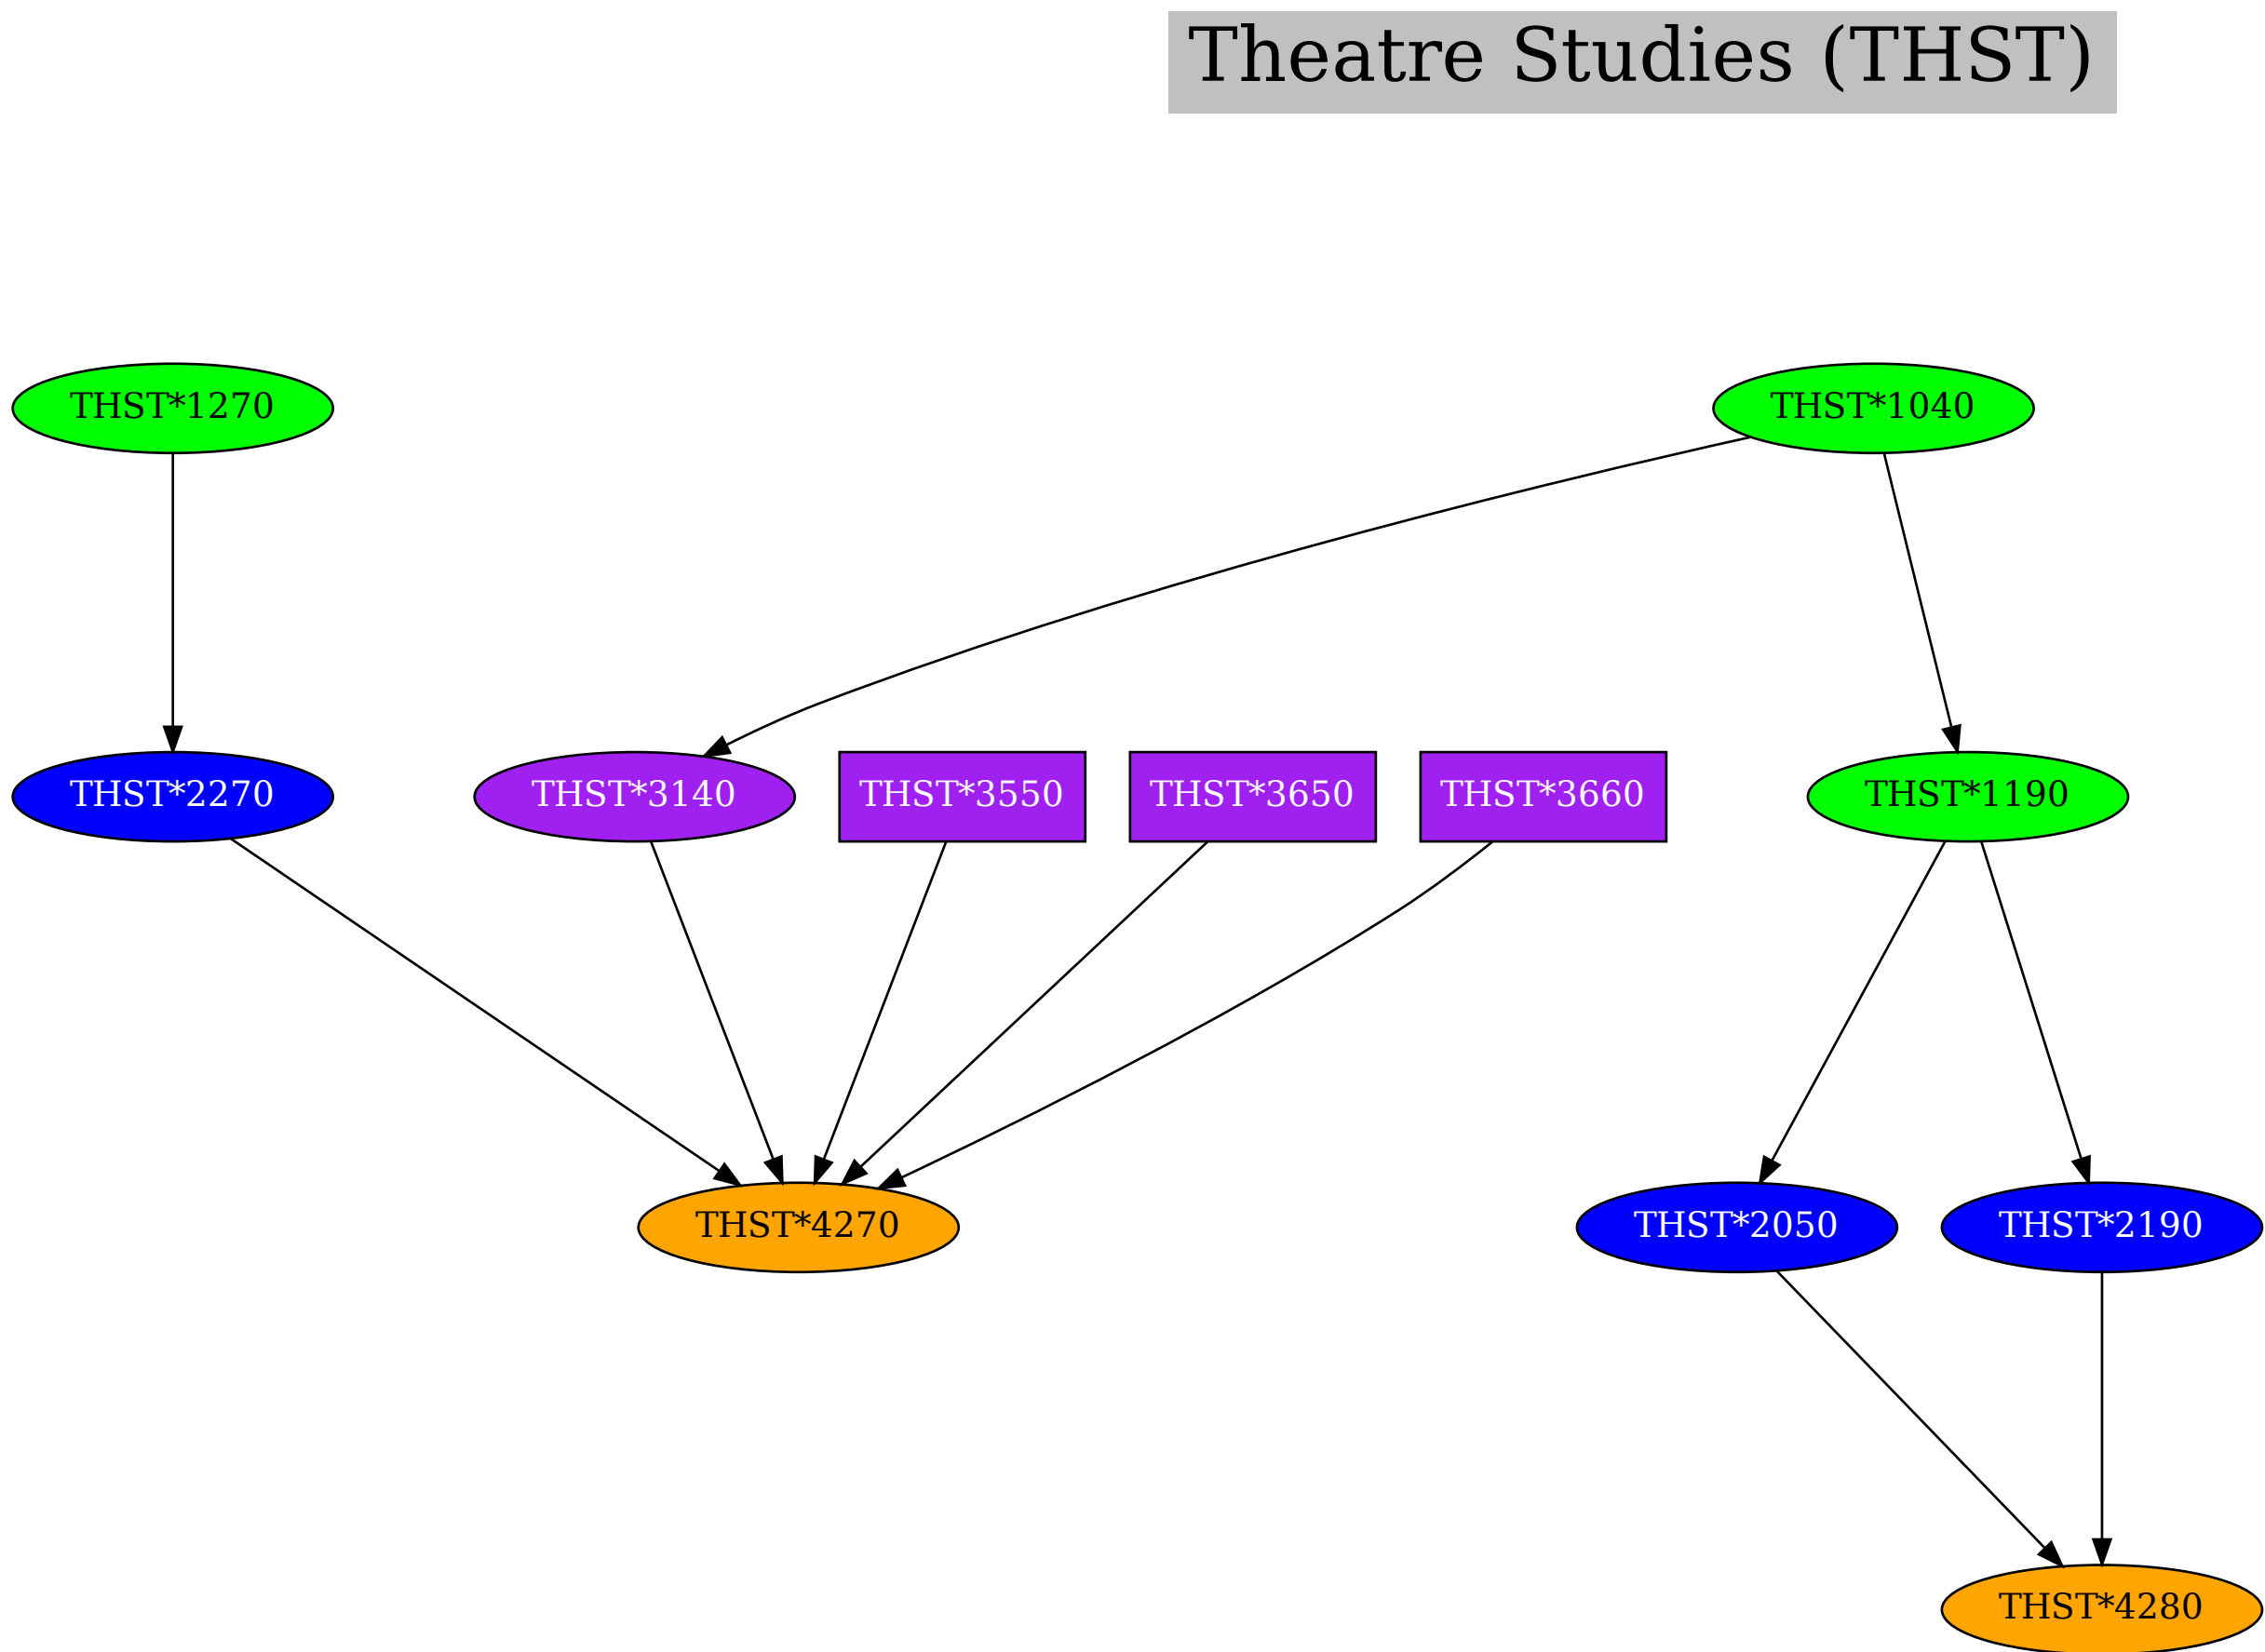 Theatre Studies (THST)
THST*1270
THST*1040
THST*2270
THST*3140
THST*3550
THST*3650
THST*3660
THST*1190
THST*4270
THST*2050
THST*2190
THST*4280